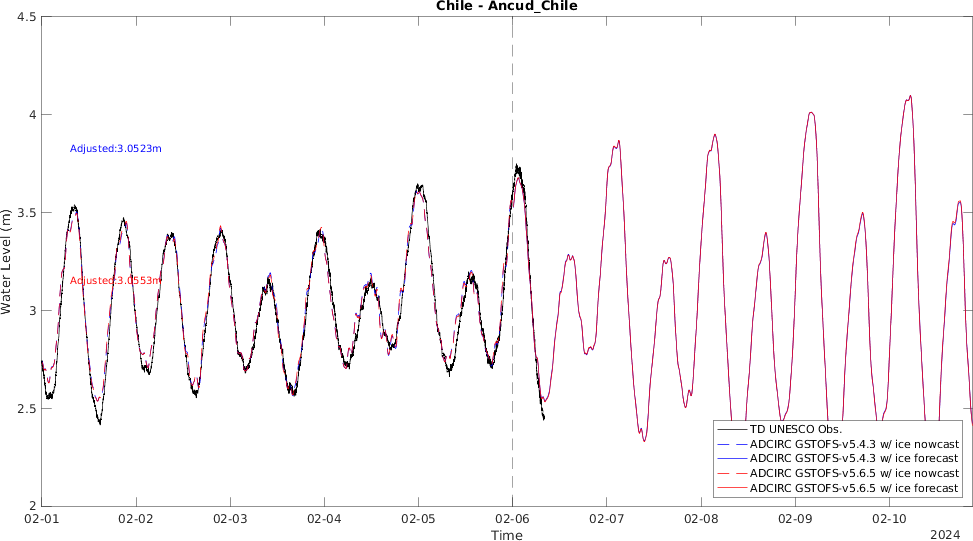 Chile - Ancud_Chile
4.5
4
3.5
3
2.5
2
Water Level (m)
Adjusted:3.0523m
Adjusted:3.0553m
TD UNESCO Obs.
ADCIRC GSTOFS-v5.4.3 w/ ice nowcast
ADCIRC GSTOFS-v5.4.3 w/ ice forecast
ADCIRC GSTOFS-v5.6.5 w/ ice nowcast
ADCIRC GSTOFS-v5.6.5 w/ ice forecast
02-01 02-02 02-03 02-04 02-05 02-06 02-07 02-08 02-09 02-10
Time
2024